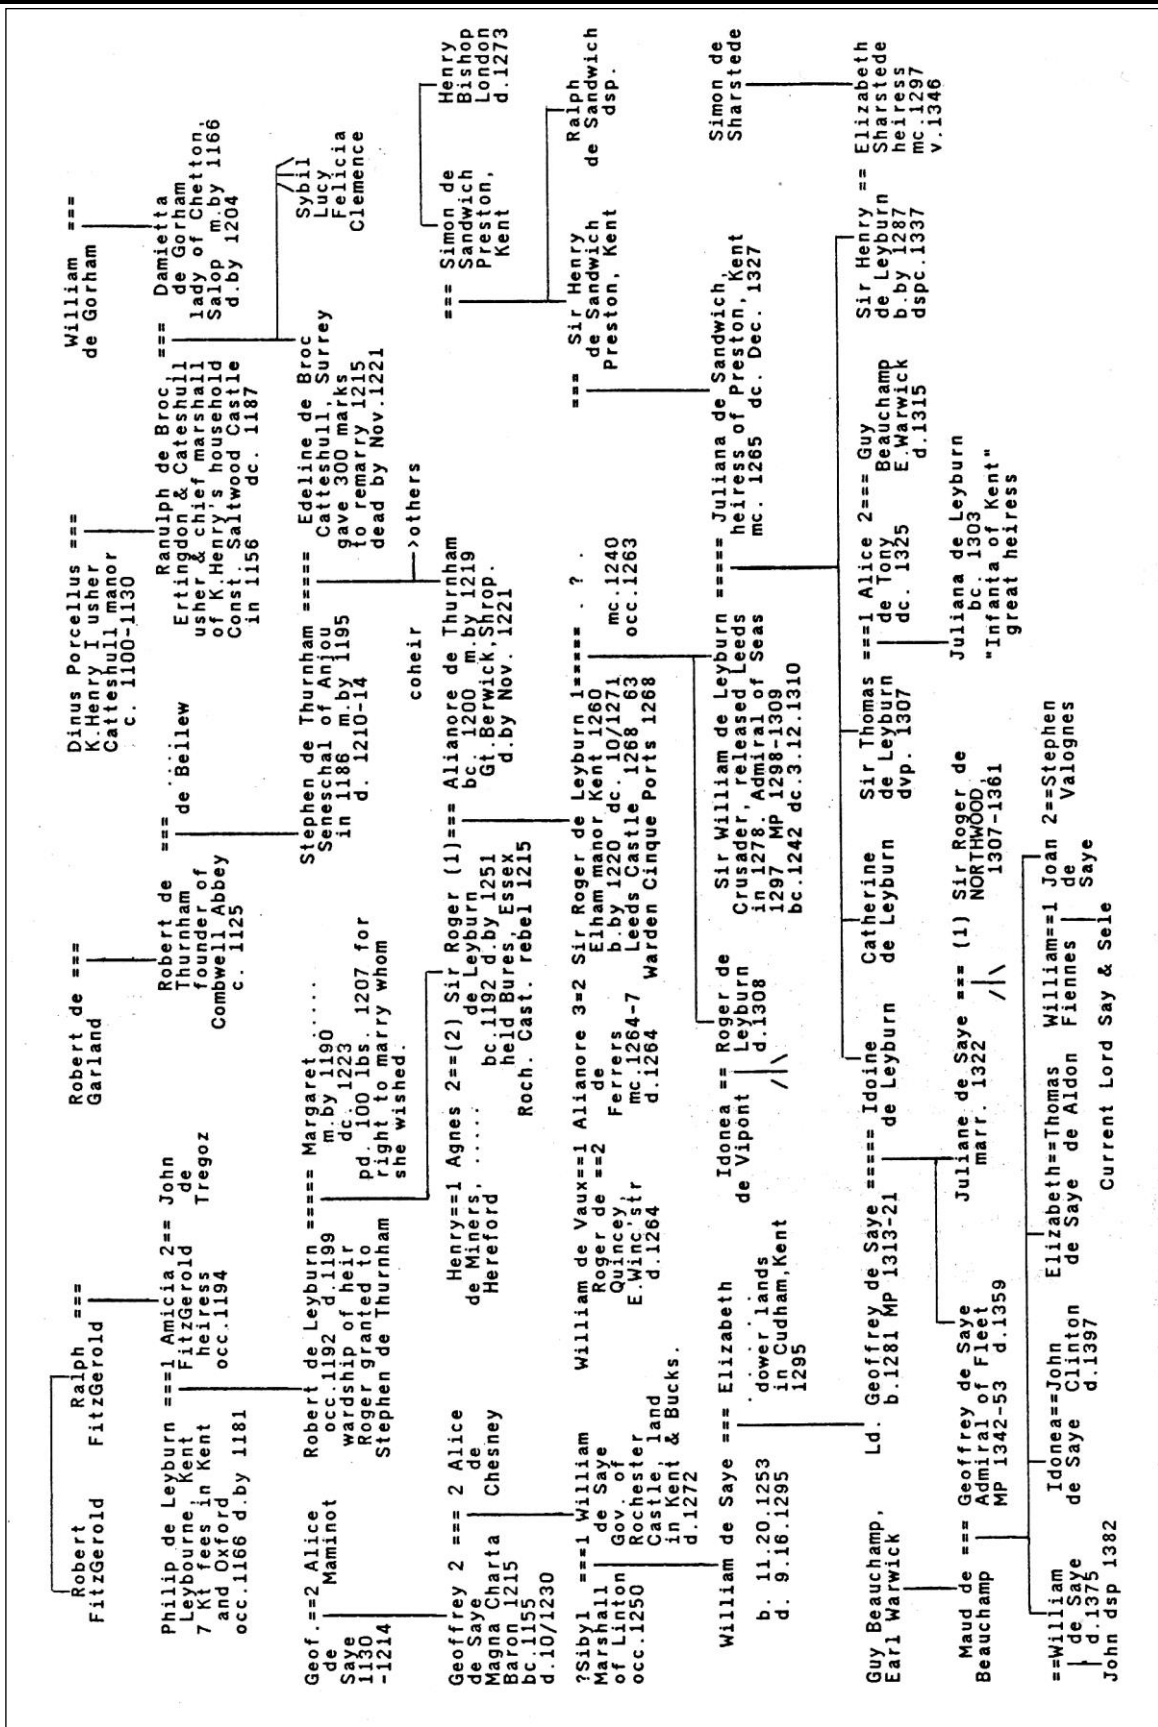 Robert
FitzGerold
Ralph ===
FitzGerold
Robert de ===
Garland
Dinus Porcellus ===
K.Henry I usher
Catteshull manor
c. 1100-1130
William ===
de Gorham
Philip de Leyburn ===1 Amicia 2== John
Leybourne, Kent FitzGerold de
7 Kt fees in Kent heiress Tregoz
and Oxford occ.1194
occ.1166 d.by 1181
Robert de === .....
Thurnham de Beillew
founder of
Combwell Abbey
c. 1125
Ranulph de Broc, === Damietta
Ertingdon & Cateshull de Gorham
usher & chief marshall lady of Chetton,
of K.Henry's household Salop m.by 1166
Const. Saltwood Castle d.by 1204
in 1156 dc. 1187
/||\
Sybil
Lucy
Felicia
Clemence
Geof.==2 Alice
de Maminot
Saye
1130
-1214
Robert de Leyburn ===== Margaret .....
occ.1192 d.1199 m.by 1190
wardship of heir dc.1223
Roger granted to pd. 100 lbs. 1207 for
Stephen de Thurnham right to marry whom
she wished.
Stephen de Thurnham ===== Edeline de Broc
Seneschal of Anjou Catteshull, Surrey
in 1186 m.by 1195 gave 300 marks
d. 1210-14 to remarry 1215
dead by Nov.1221
coheir >others
Geoffrey 2 === 2 Alice
de Saye de
Magna Charta Chesney
Baron 1215
bc.1155
d.10/1230
Henry==1 Agnes 2==(2) Sir Roger (1)=== Alianore de Thurnham
de Miners, ..... de Leyburn bc. 1200 m.by 1219
Hereford bc.1192 d.by 1251 Gt.Berwick,Shrop.
held Bures, Essex d.by Nov. 1221
Roch. Cast. rebel 1215
=== Simon de
Sandwich
Preston,
Kent
Henry
Bishop
London
d.1273
?Sibyl ===1 William
Marshall de Saye
of Linton Gov. of
occ.1250 Rochester
Castle, land
in Kent & Bucks.
d.1272
William de Vaux==1 Alianore 3=2 Sir Roger de Leyburn 1===== . ? .
Roger de ==2 de Elham manor Kent 1260 mc.1240
Quincey, Ferrers b.by 1220 dc. 10/1271 occ.1263
E.Winc'str mc.1264-7 Leeds Castle 1268 63
d.1264 d.1264 Warden Cinque Ports 1268
=== Sir Henry
de Sandwich
Preston, Kent
Ralph
de Sandwich
dsp.
William de Saye === Elizabeth
b. 11.20.1253 .....
d. 9.16.1295 dower lands
in Cudham,Kent
1295
Idonea == Roger de
de Vipont Leyburn
/|\ d.1308
Sir William de Leyburn ===== Juliana de Sandwich,
Crusader, released Leeds heiress of Preston, Kent
in 1278. Admiral of Seas mc. 1265 dc. Dec. 1327
1297 MP 1298-1309
bc.1242 dc.3.12.1310
Simon de
Sharstede
Guy Beauchamp,
Earl Warwick
Ld. Geoffrey de Saye ===== Idoine
b.1281 MP 1313-21 de Leyburn
Catherine
de Leyburn
Sir Thomas ===1 Alice 2=== Guy
de Leyburn de Tony Beauchamp
dvp. 1307 dc. 1325 E.Warwick
d.1315
Sir Henry == Elizabeth
de Leyburn Sharstede
b.by 1287 heiress
dspc.1337 mc.1297
v.1346
Maud de === Geoffrey de Saye
Beauchamp Admiral of Fleet
MP 1342-53 d.1359
Juliane de Saye === (1) Sir Roger de
marr. 1322 NORTHWOOD,
/|\ 1307-1361
Juliana de Leyburn
bc. 1303
"Infanta of Kent"
great heiress
==William
de Saye
d.1375
John dsp 1382
Idonea==John
de Saye Clinton
d.1397
Elizabeth==Thomas
de Saye de Aldon
William==1 Joan 2==Stephen
Fiennes de Valognes
Saye
Current Lord Say & Sele